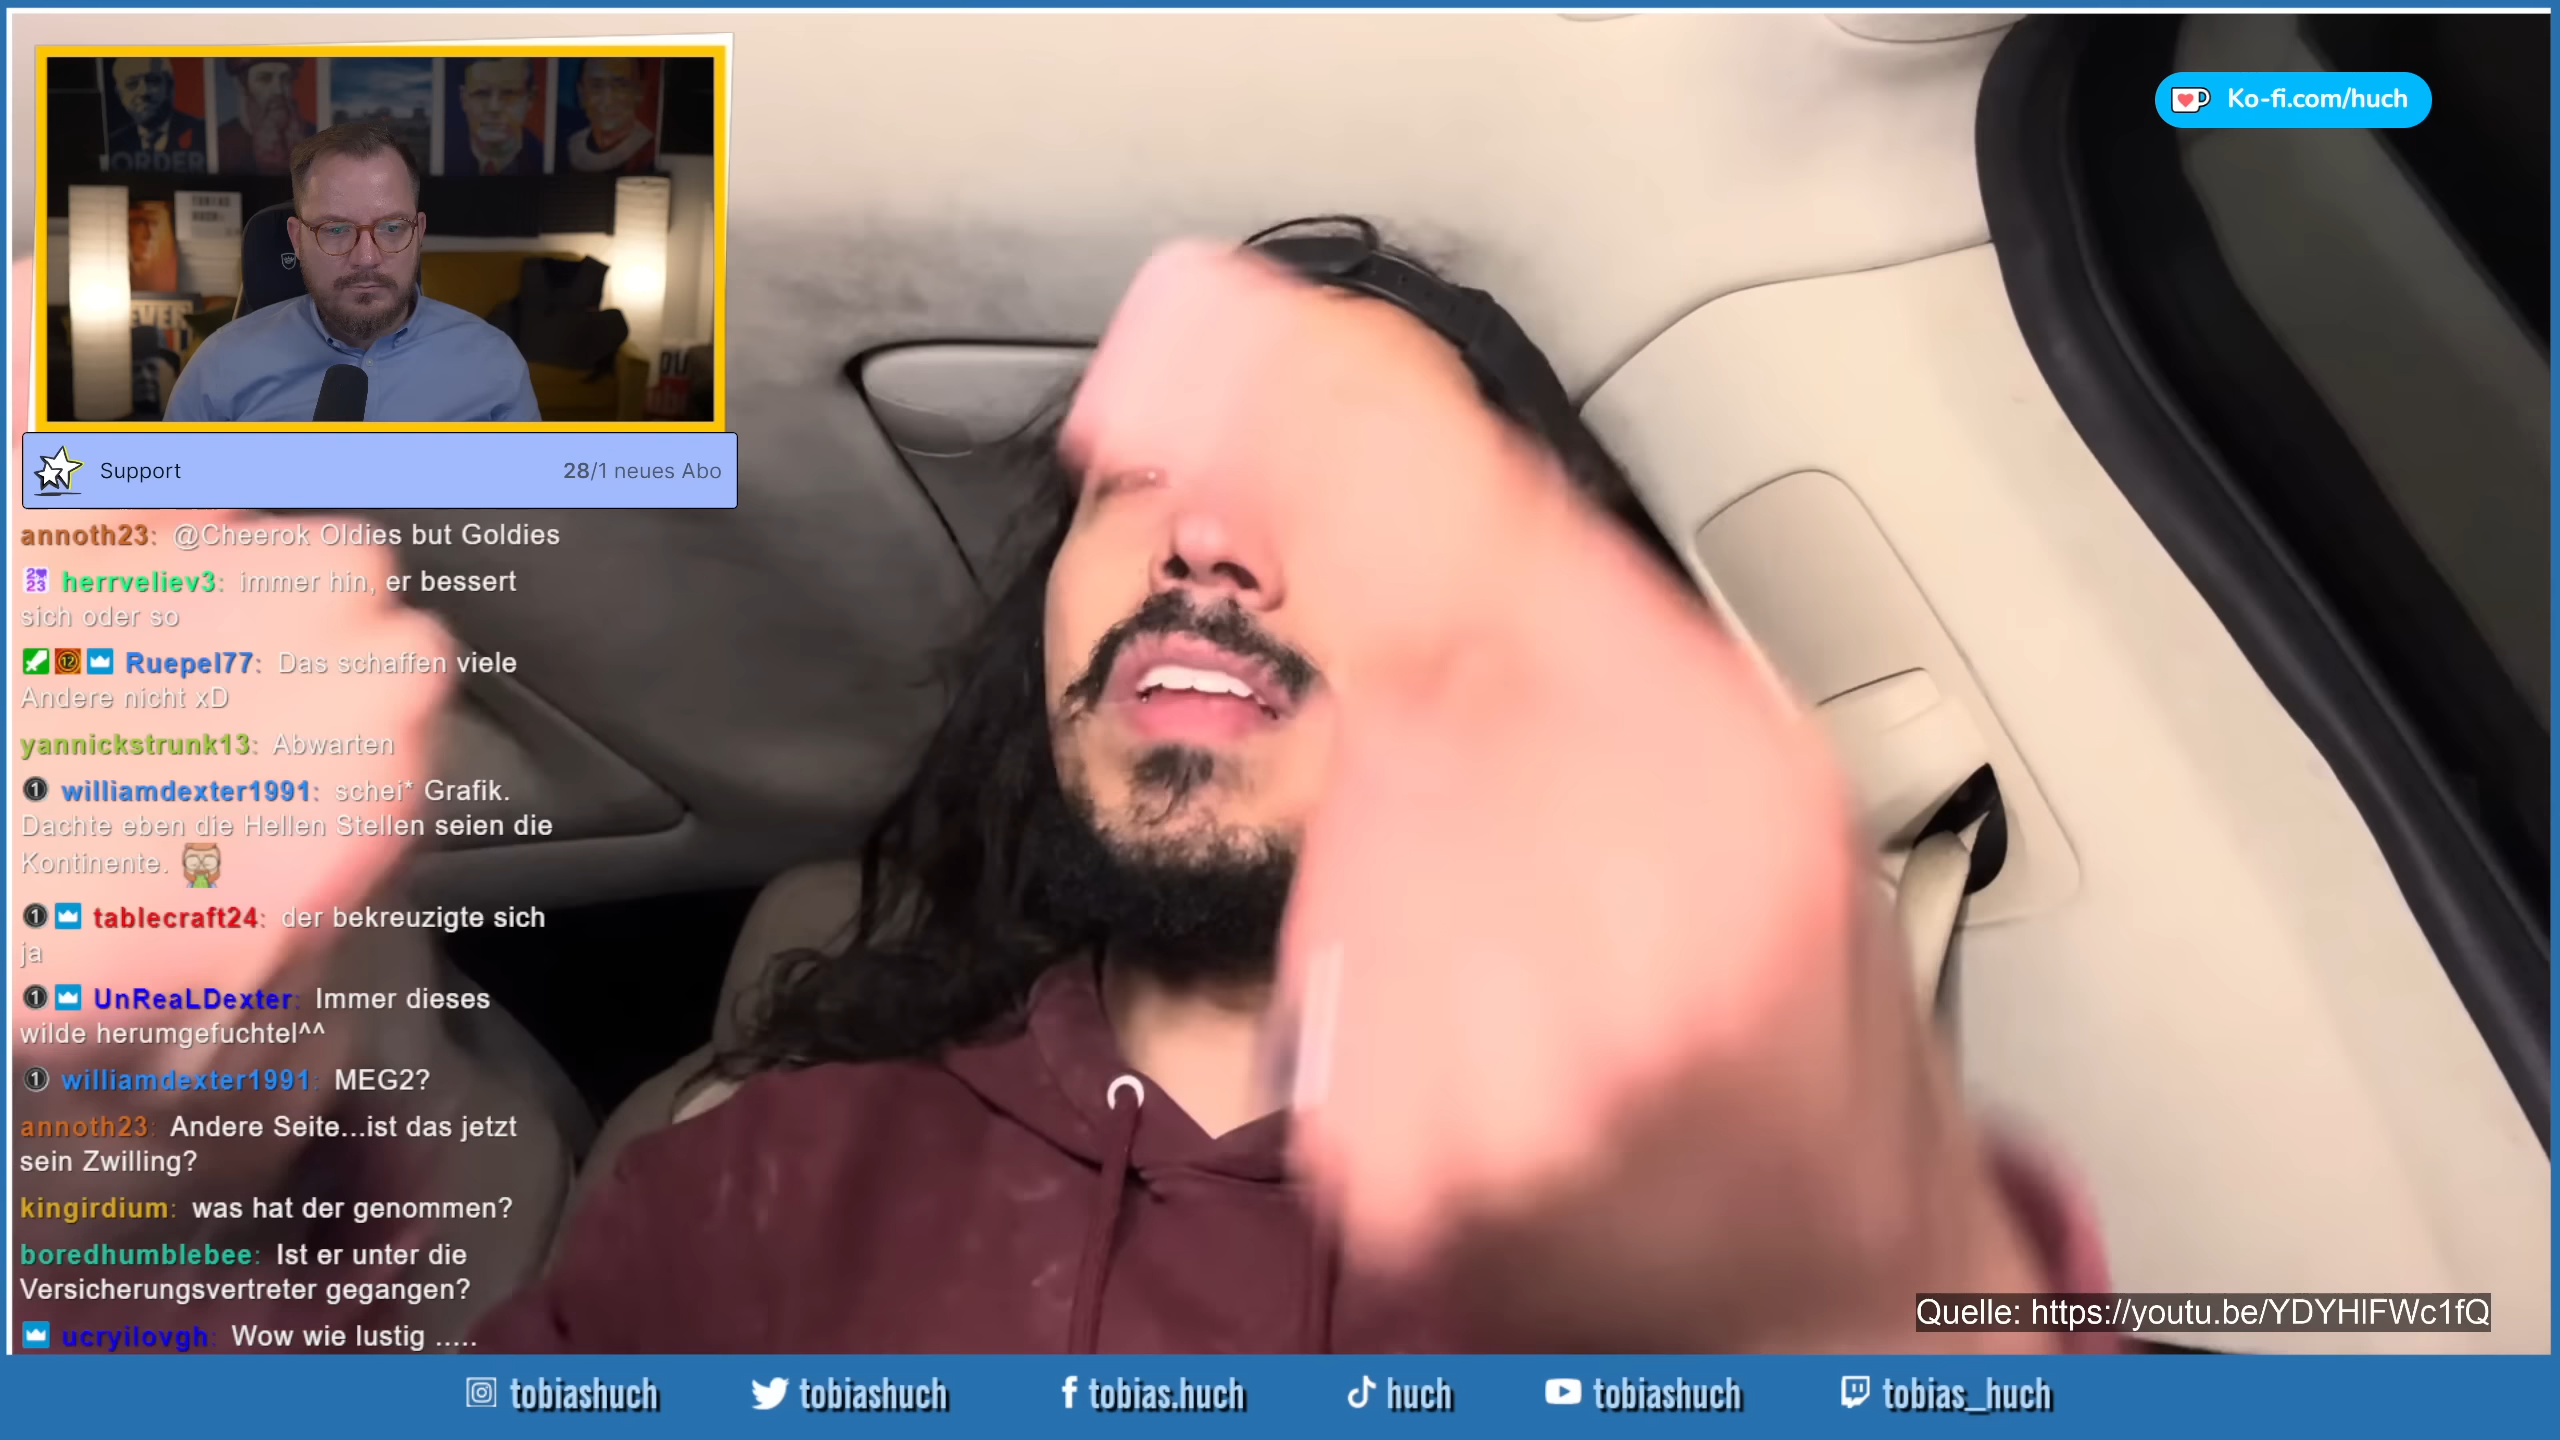 ORDER
Ko-fi.com/huch
Support
28/1 neues Abo
annoth23: @Cheerok Oldies but Goldies
herrveliev3: immer hin, er bessert
sich oder so
Ruepel77: Das schaffen viele
Andere nicht xD
yannickstrunk13: Abwarten
williamdexter1991: schei* Grafik.
Dachte eben die Hellen Stellen seien die
Kontinente.
tablecraft24: der bekreuzigte sich
ja
UnReaLDexter: Immer dieses
wilde herumgefuchtel^^
williamdexter1991: MEG2?
annoth23: Andere Seite...ist das jetzt
sein Zwilling?
kingirdium: was hat der genommen?
boredhumblebee: Ist er unter die
Versicherungsvertreter gegangen?
ucryilovgh: Wow wie lustig .....
Quelle: https://youtu.be/YDYHlFWc1fQ
tobiashuch
tobiashuch
tobias.huch
huch
tobiashuch
tobias_huch